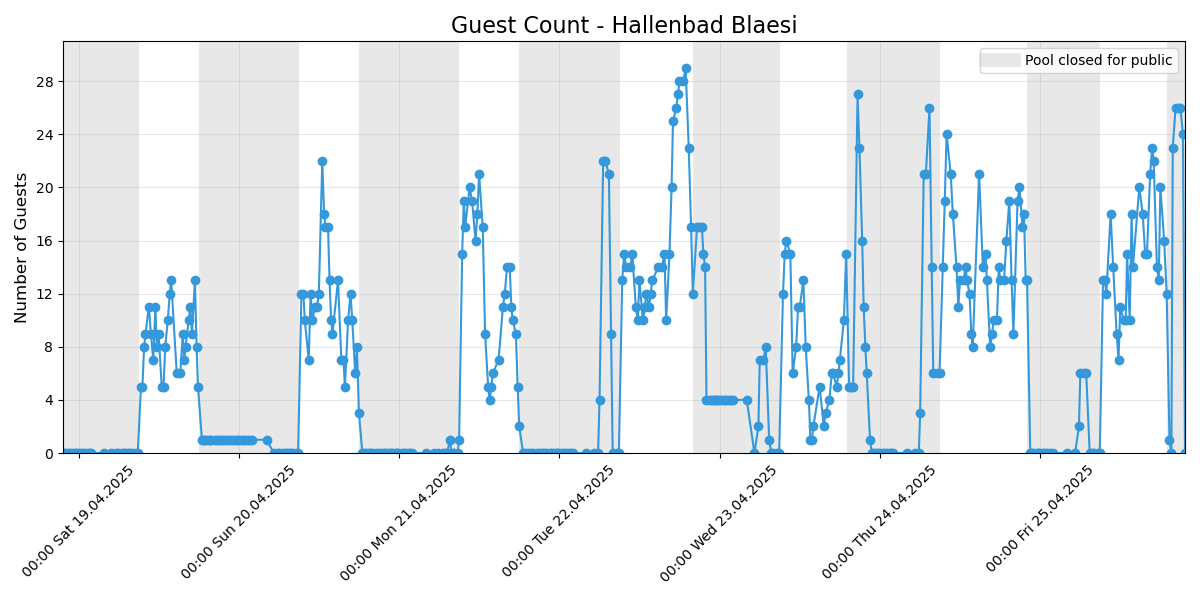 Guest Count - Hallenbad Blaesi
Pool closed for public
Number of Guests
28
24
20
16
12
8
4
0
00:00 Sat 19.04.2025
00:00 Sun 20.04.2025
00:00 Mon 21.04.2025
00:00 Tue 22.04.2025
00:00 Wed 23.04.2025
00:00 Thu 24.04.2025
00:00 Fri 25.04.2025